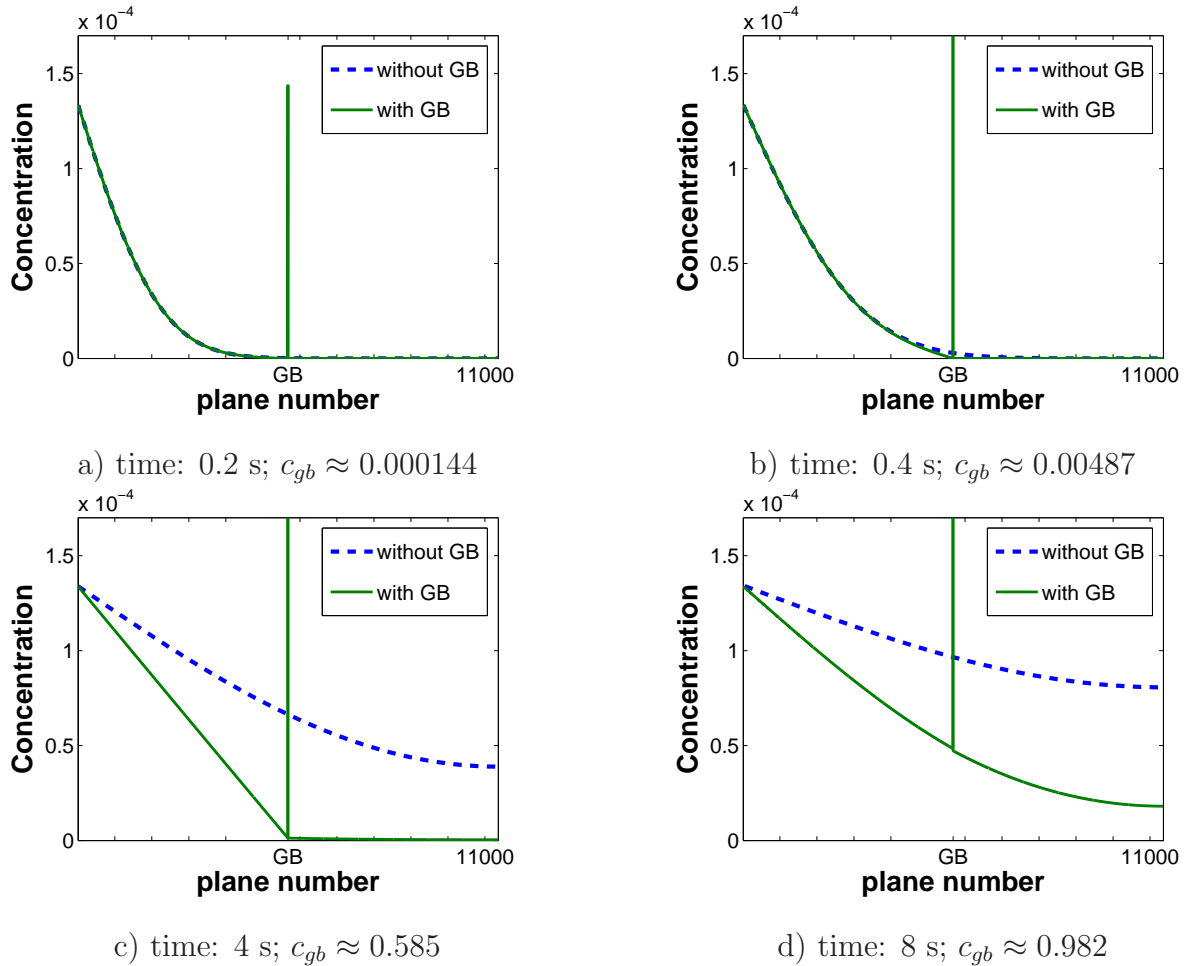 x 10⁻⁴
1.5
1
0.5
0
Concentration
without GB
with GB
GB
11000
plane number
a) time: 0.2 s; c_gb ≈ 0.000144
x 10⁻⁴
1.5
1
0.5
0
Concentration
without GB
with GB
GB
11000
plane number
b) time: 0.4 s; c_gb ≈ 0.00487
x 10⁻⁴
1.5
1
0.5
0
Concentration
without GB
with GB
GB
11000
plane number
c) time: 4 s; c_gb ≈ 0.585
x 10⁻⁴
1.5
1
0.5
0
Concentration
without GB
with GB
GB
11000
plane number
d) time: 8 s; c_gb ≈ 0.982